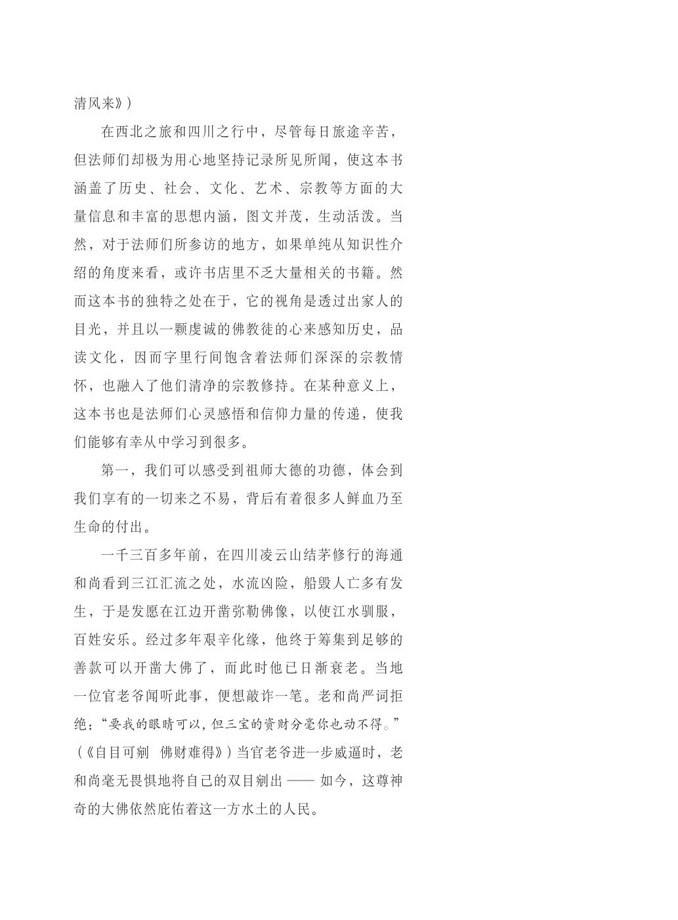 清风来》）
在西北之旅和四川之行中，尽管每日旅途辛苦，
但法师们却极为用心地坚持记录所见所闻，使这本书
涵盖了历史、社会、文化、艺术、宗教等方面的大
量信息和丰富的思想内涵，图文并茂，生动活泼。当
然，对于法师们所参访的地方，如果单纯从知识性介
绍的角度来看，或许书店里不乏大量相关的书籍。然
而这本书的独特之处在于，它的视角是透过出家人的
目光，并且以一颗虔诚的佛教徒的心来感知历史，品
读文化，因而字里行间饱含着法师们深深的宗教情
怀，也融入了他们清净的宗教修持。在某种意义上，
这本书也是法师们心灵感悟和信仰力量的传递，使我
们能够有幸从中学习到很多。
第一，我们可以感受到祖师大德的功德，体会到
我们享有的一切来之不易，背后有着很多人鲜血乃至
生命的付出。
一千三百多年前，在四川凌云山结茅修行的海通
和尚看到三江汇流之处，水流凶险，船毁人亡多有发
生，于是发愿在江边开凿弥勒佛像，以使江水驯服，
百姓安乐。经过多年艰辛化缘，他终于筹集到足够的
善款可以开凿大佛了，而此时他已日渐衰老。当地
一位官老爷闻听此事，便想敲诈一笔。老和尚严词拒
绝：“要我的眼睛可以，但三宝的资财分毫你也动不得。”
（《自目可剜 佛财难得》）当官老爷进一步威逼时，老
和尚毫无畏惧地将自己的双目剜出 —— 如今，这尊神
奇的大佛依然庇佑着这一方水土的人民。